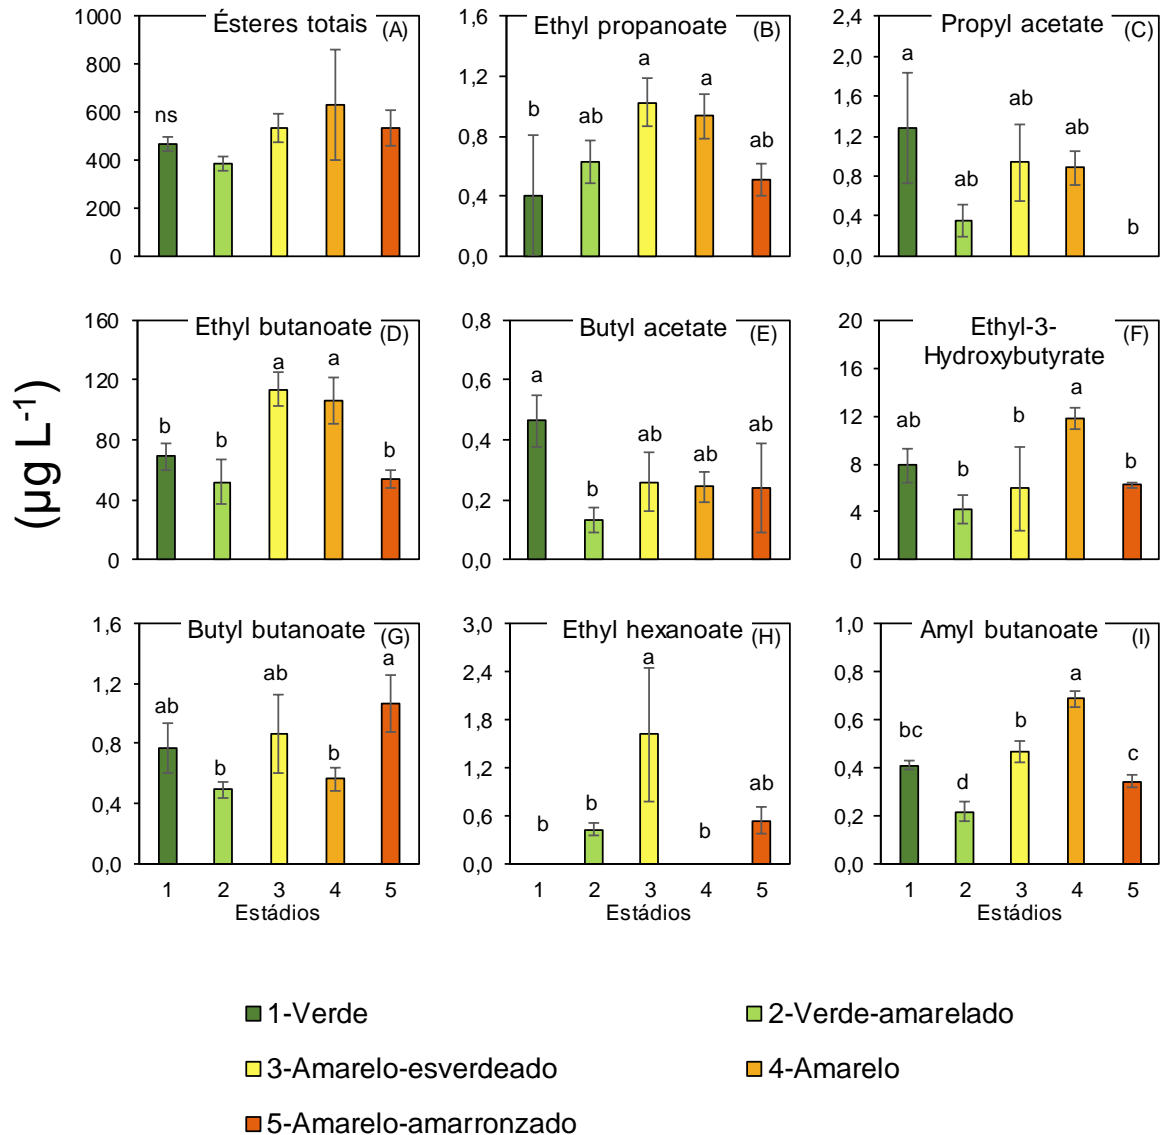 Ésteres totais (A)
1000
800
600
400
200
0
ns
Ethyl propanoate (B)
1,6
1,2
0,8
0,4
0,0
b
ab
a
a
ab
Propyl acetate (C)
2,4
2,0
1,6
1,2
0,8
0,4
0,0
a
ab
ab
ab
b
(µg L-1)
Ethyl butanoate (D)
160
120
80
40
0
b
b
a
a
b
Butyl acetate (E)
0,8
0,6
0,4
0,2
0,0
a
b
ab
ab
ab
Ethyl-3-
Hydroxybutyrate
(F)
20
16
12
8
4
0
ab
b
b
a
b
Butyl butanoate (G)
1,6
1,2
0,8
0,4
0,0
ab
b
ab
b
a
1 2 3 4 5
Estádios
Ethyl hexanoate (H)
3,0
2,4
1,8
1,2
0,6
0,0
b
b
a
b
ab
1 2 3 4 5
Estádios
Amyl butanoate (I)
1,0
0,8
0,6
0,4
0,2
0,0
bc
d
b
a
c
1 2 3 4 5
Estádios
1-Verde
2-Verde-amarelado
3-Amarelo-esverdeado
4-Amarelo
5-Amarelo-amarronzado